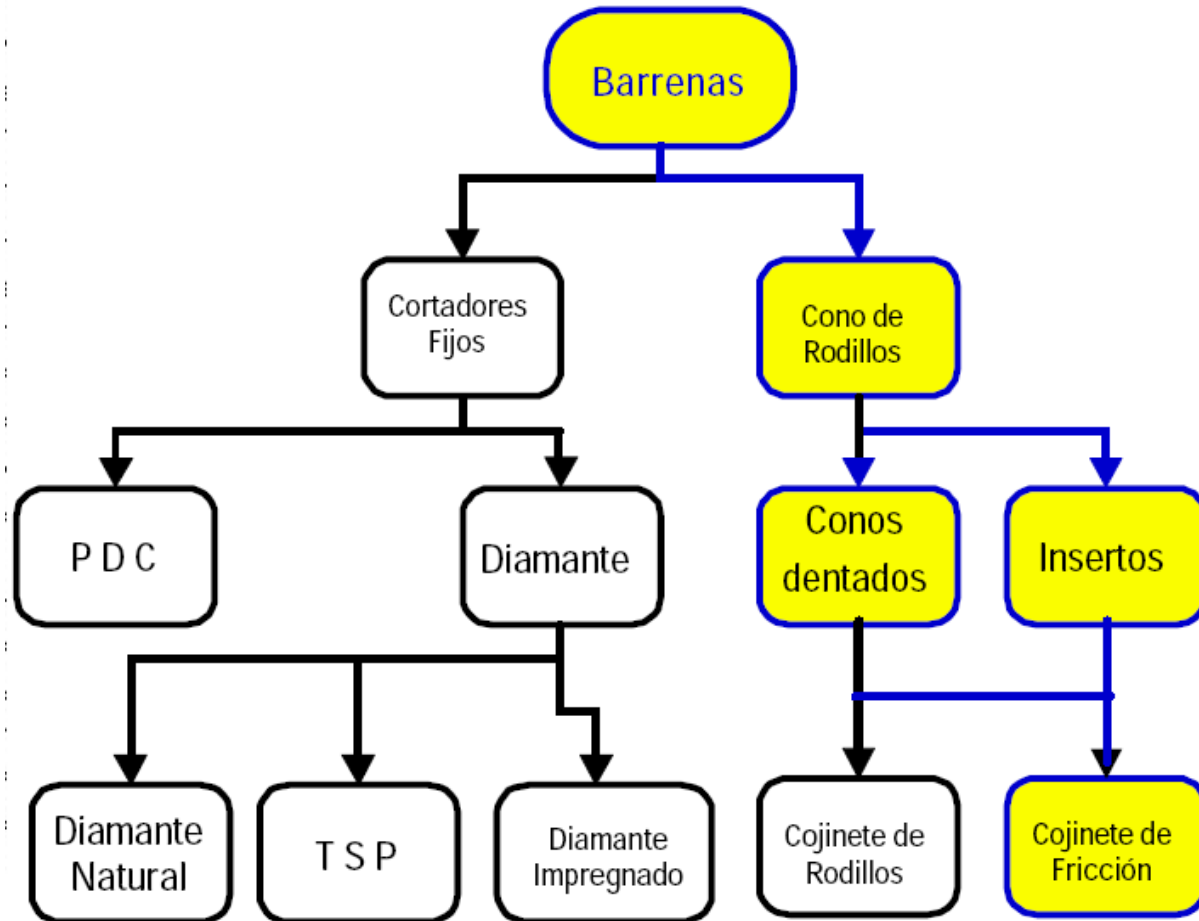 Barrenas
Cortadores
Fijos
Cono de
Rodillos
P D C
Diamante
Conos
dentados
Insertos
Diamante
Natural
T S P
Diamante
Impregnado
Cojinete de
Rodillos
Cojinete de
Fricción